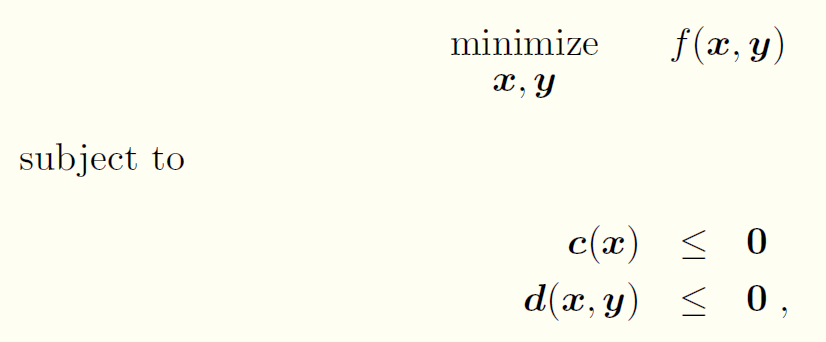 minimize f(x, y)
x, y
subject to
c(x) ≤ 0
d(x, y) ≤ 0 ,